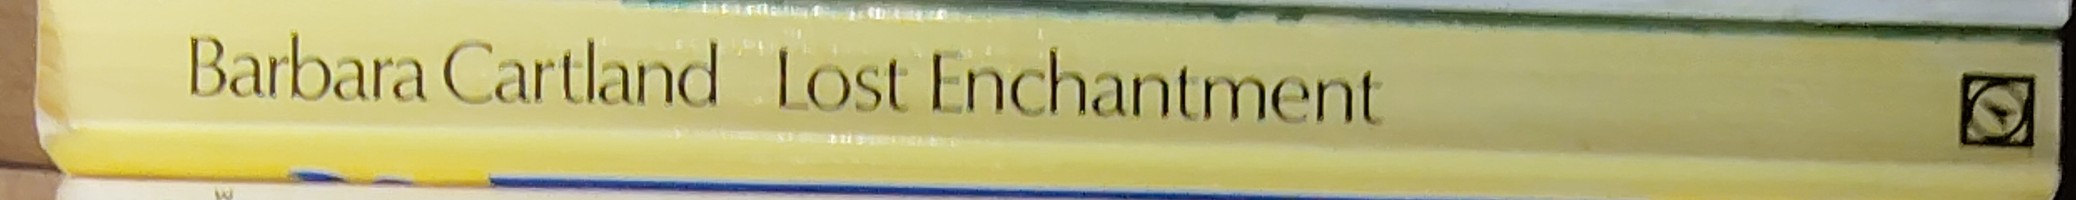 Barbara Cartland Lost Enchantment